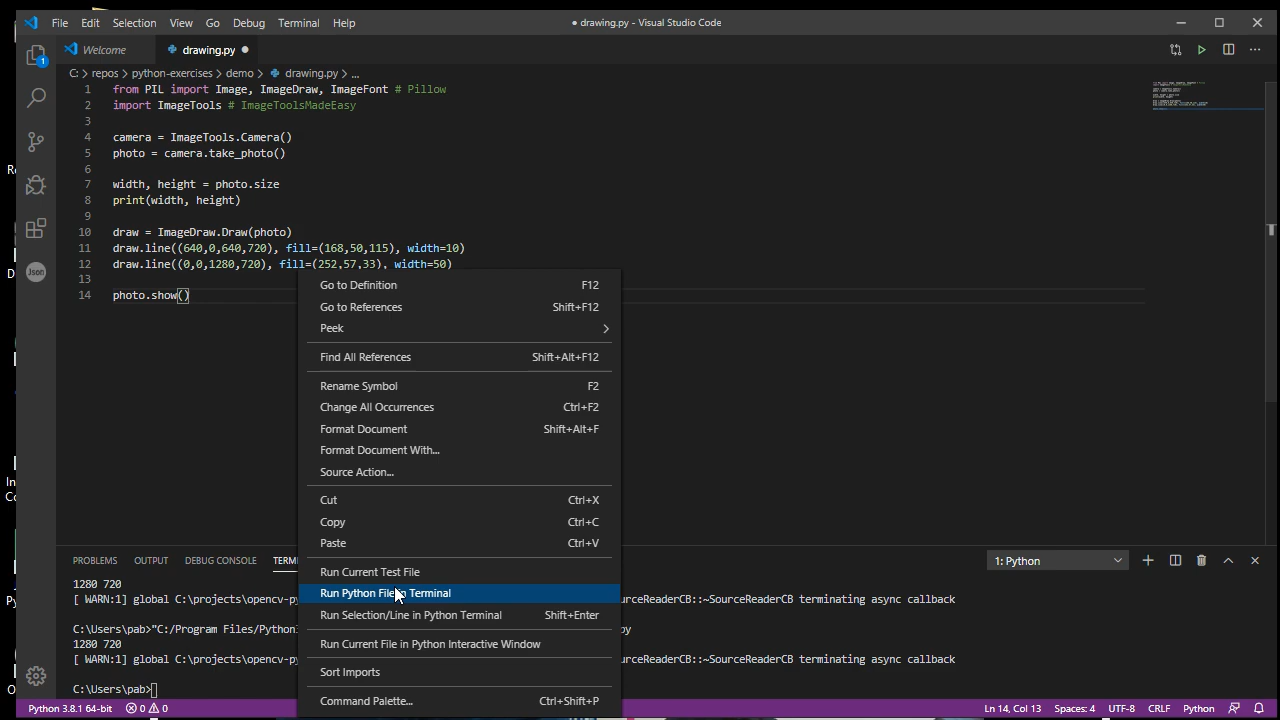 File Edit Selection View Go Debug Terminal Help
● drawing.py - Visual Studio Code
Welcome drawing.py ●
C: > repos > python-exercises > demo > drawing.py > ...
1 from PIL import Image, ImageDraw, ImageFont # Pillow
2 import ImageTools # ImageToolsMadeEasy
3
4 camera = ImageTools.Camera()
5 photo = camera.take_photo()
6
7 width, height = photo.size
8 print(width, height)
9
10 draw = ImageDraw.Draw(photo)
11 draw.line((640,0,640,720), fill=(168,50,115), width=10)
12 draw.line((0,0,1280,720), fill=(252,57,33), width=50)
13
14 photo.show()
Go to Definition F12
Go to References Shift+F12
Peek >
Find All References Shift+Alt+F12
Rename Symbol F2
Change All Occurrences Ctrl+F2
Format Document Shift+Alt+F
Format Document With...
Source Action...
Cut Ctrl+X
Copy Ctrl+C
Paste Ctrl+V
Run Current Test File
Run Python File Terminal
Run Selection/Line in Python Terminal Shift+Enter
Run Current File in Python Interactive Window
Sort Imports
Command Palette... Ctrl+Shift+P
1
Json
PROBLEMS OUTPUT DEBUG CONSOLE TERM
1: Python
1280 720
[ WARN:1] global C:\projects\opencv-py urceReaderCB::~SourceReaderCB terminating async callback
C:\Users\pab>"C:/Program Files/Python py
1280 720
[ WARN:1] global C:\projects\opencv-py urceReaderCB::~SourceReaderCB terminating async callback
C:\Users\pab>
Python 3.8.1 64-bit 0 0 Ln 14, Col 13 Spaces: 4 UTF-8 CRLF Python